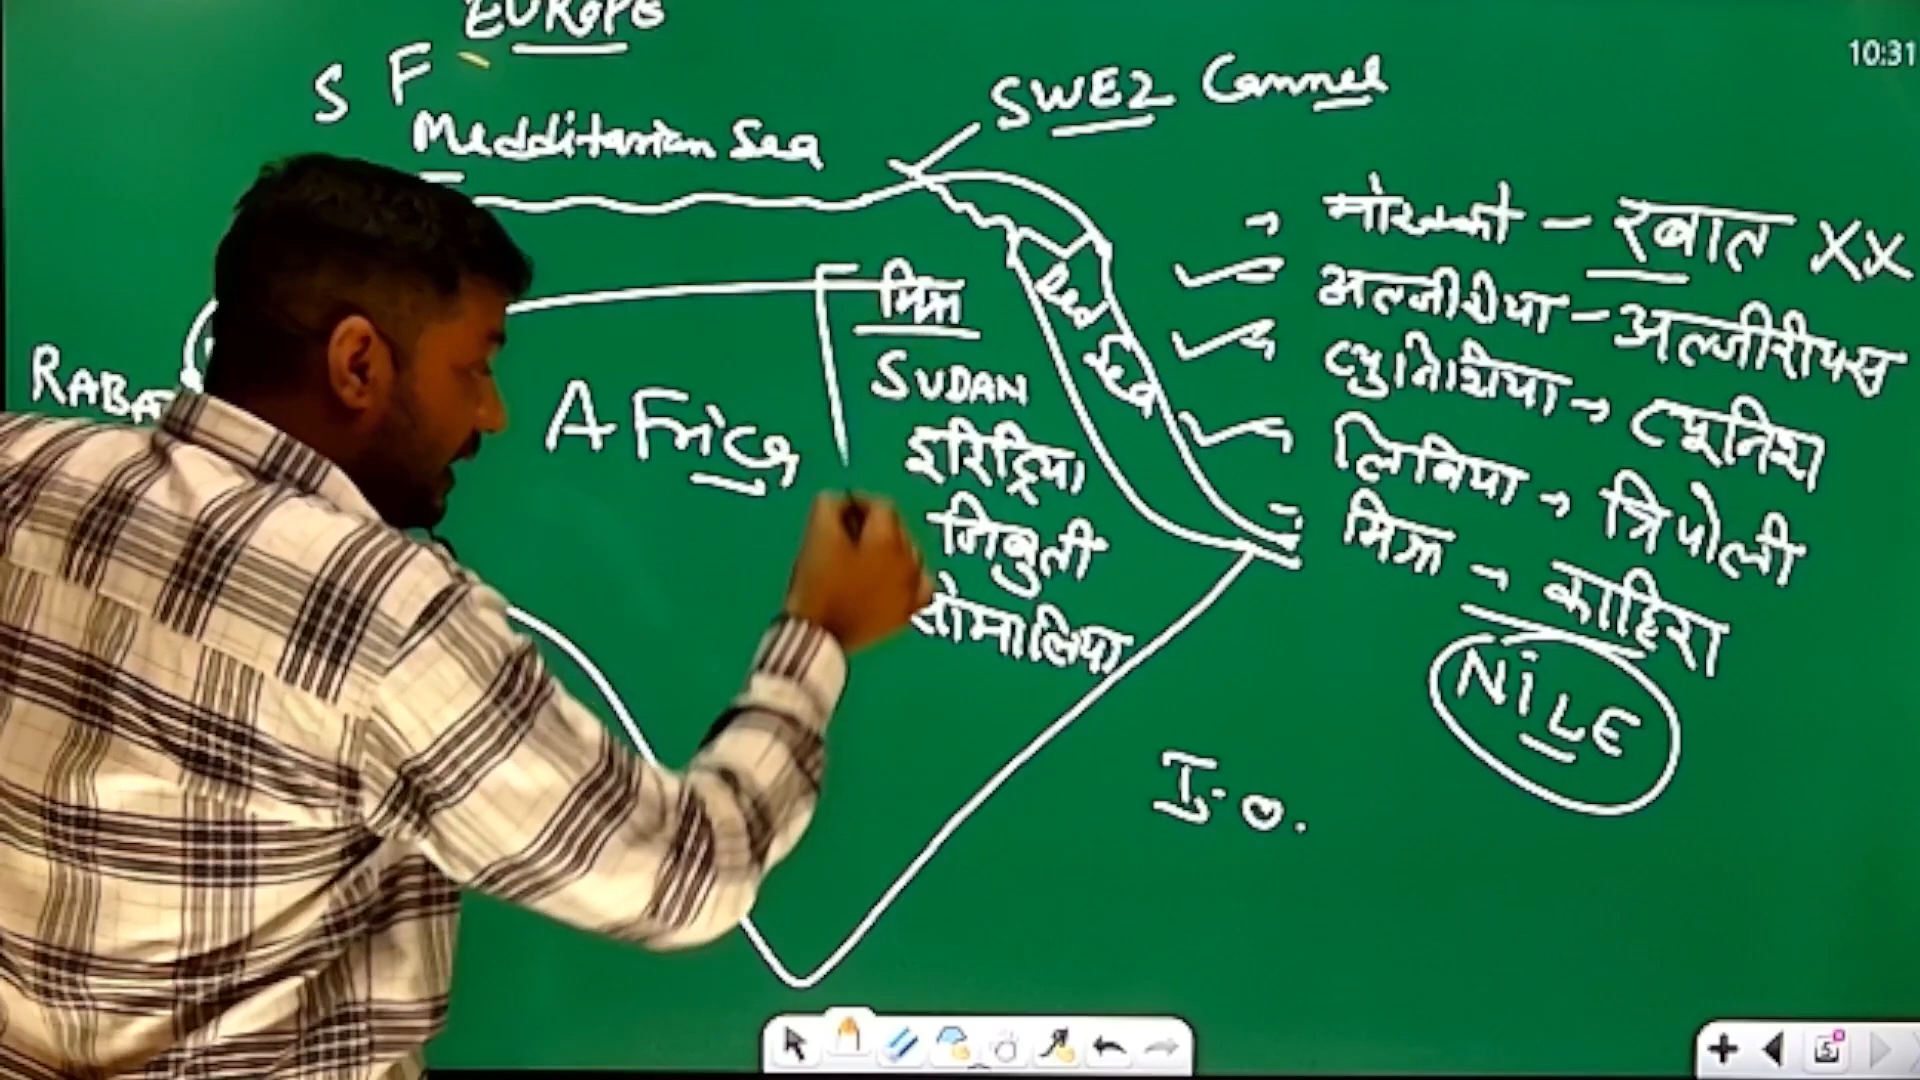 EUROPE
10:31
S F
SWEZ Cannel
Medditarian Sea
मोरक्को - रबात XX
अल्जीरीया - अल्जीरीयस
मिस्र
Red Sea
RABA
SUDAN
ट्युनिशिया → ट्युनिश
AFrica
इरिट्रिया
लिबिया → त्रिपोली
जिबुती
मिस्र → काहिरा
सोमालिया
NiLE
I.O.
5